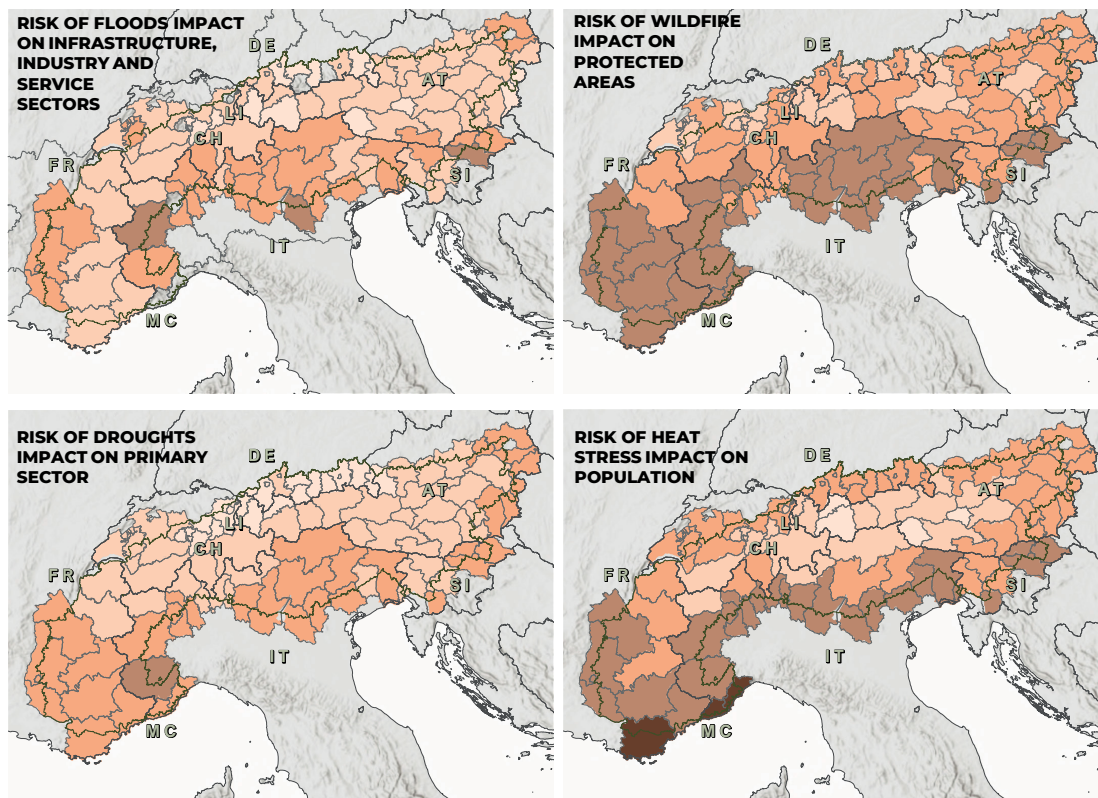 RISK OF FLOODS IMPACT
ON INFRASTRUCTURE,
INDUSTRY AND
SERVICE
SECTORS
DE
AT
LI
CH
FR
SI
IT
MC
RISK OF WILDFIRE
IMPACT ON
PROTECTED
AREAS
DE
AT
LI
CH
FR
SI
IT
MC
RISK OF DROUGHTS
IMPACT ON PRIMARY
SECTOR
DE
AT
LI
CH
FR
SI
IT
MC
RISK OF HEAT
STRESS IMPACT ON
POPULATION
DE
AT
LI
CH
FR
SI
IT
MC